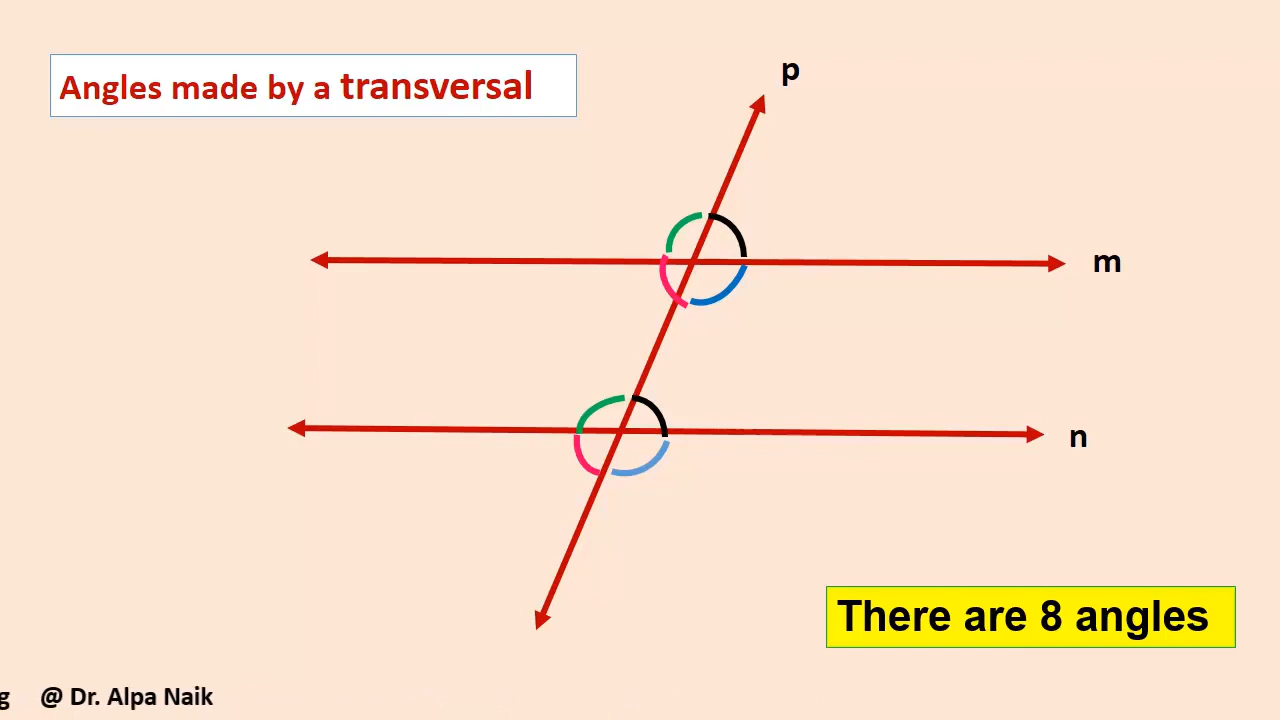 Angles made by a transversal
p
m
n
There are 8 angles
g @ Dr. Alpa Naik